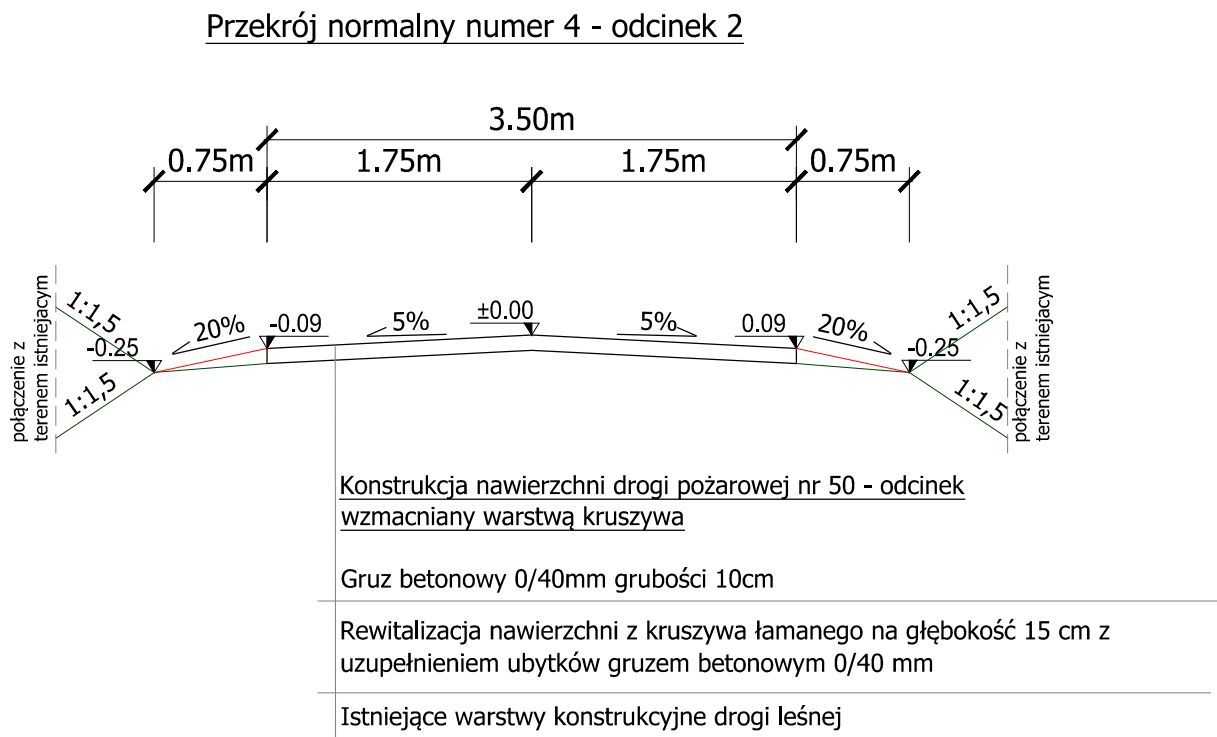 Przekrój normalny numer 4 - odcinek 2
3.50m
0.75m
1.75m
1.75m
0.75m
połączenie z
terenem istniejacym
1:1,5
1:1,5
-0.25
20%
-0.09
5%
±0.00
5%
0.09
20%
-0.25
1:1,5
1:1,5
połączenie z
terenem istniejacym
Konstrukcja nawierzchni drogi pożarowej nr 50 - odcinek
wzmacniany warstwą kruszywa
Gruz betonowy 0/40mm grubości 10cm
Rewitalizacja nawierzchni z kruszywa łamanego na głębokość 15 cm z
uzupełnieniem ubytków gruzem betonowym 0/40 mm
Istniejące warstwy konstrukcyjne drogi leśnej